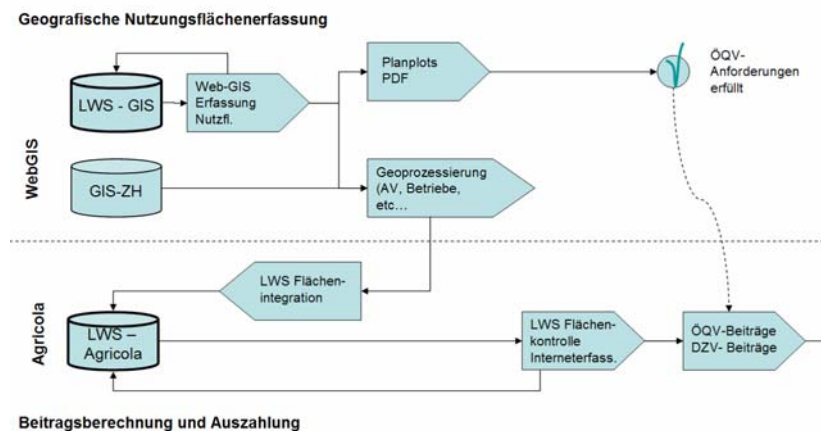 Geografische Nutzungsflächenerfassung
WebGIS
LWS - GIS
Web-GIS
Erfassung
Nutzfl.
Planplots
PDF
ÖQV-
Anforderungen
erfüllt
GIS-ZH
Geoprozessierung
(AV, Betriebe,
etc…
Agricola
LWS Flächen-
integration
LWS –
Agricola
LWS Flächen-
kontrolle
Interneterfass.
ÖQV-Beiträge
DZV- Beiträge
Beitragsberechnung und Auszahlung